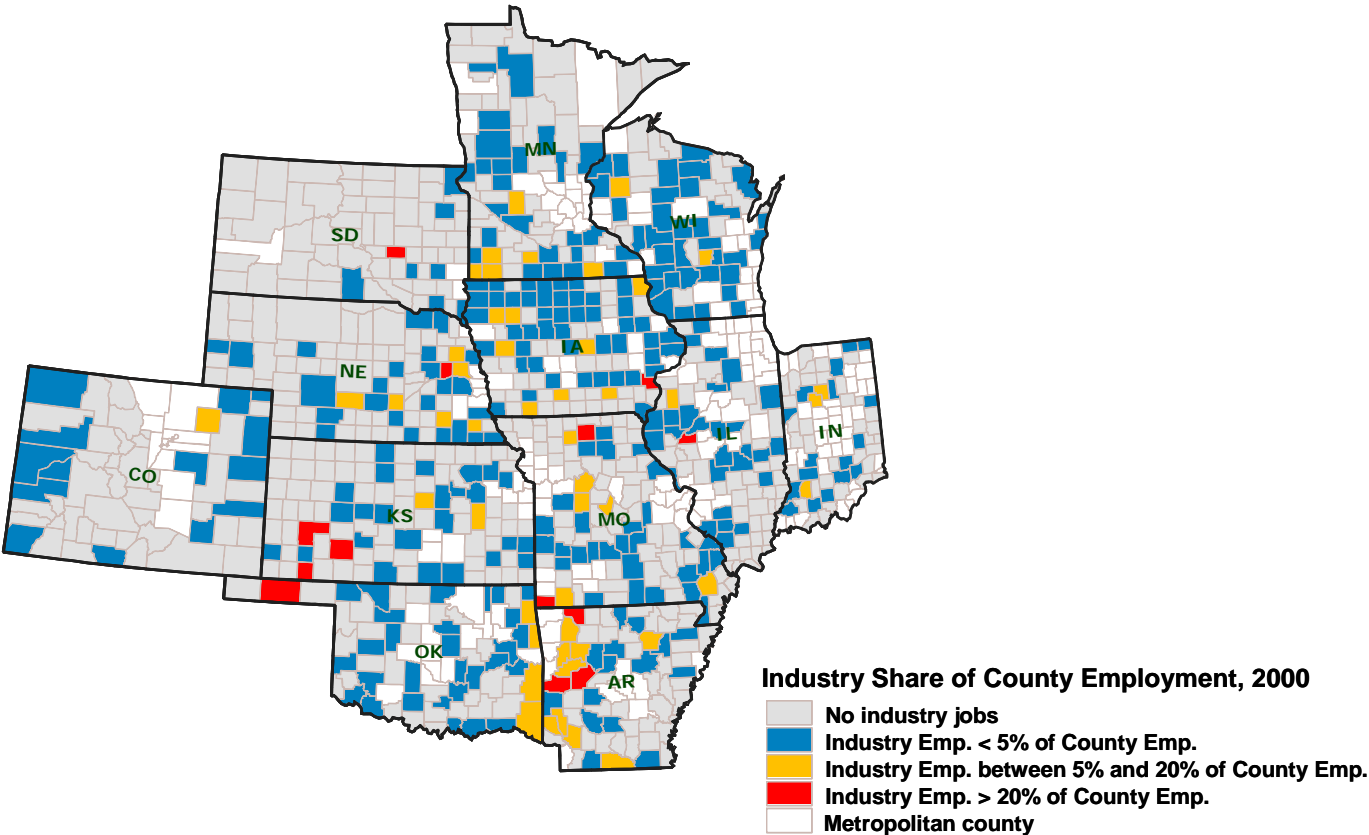 MN
SD
WI
NE
IA
CO
IL
IN
KS
MO
OK
AR
Industry Share of County Employment, 2000
No industry jobs
Industry Emp. < 5% of County Emp.
Industry Emp. between 5% and 20% of County Emp.
Industry Emp. > 20% of County Emp.
Metropolitan county